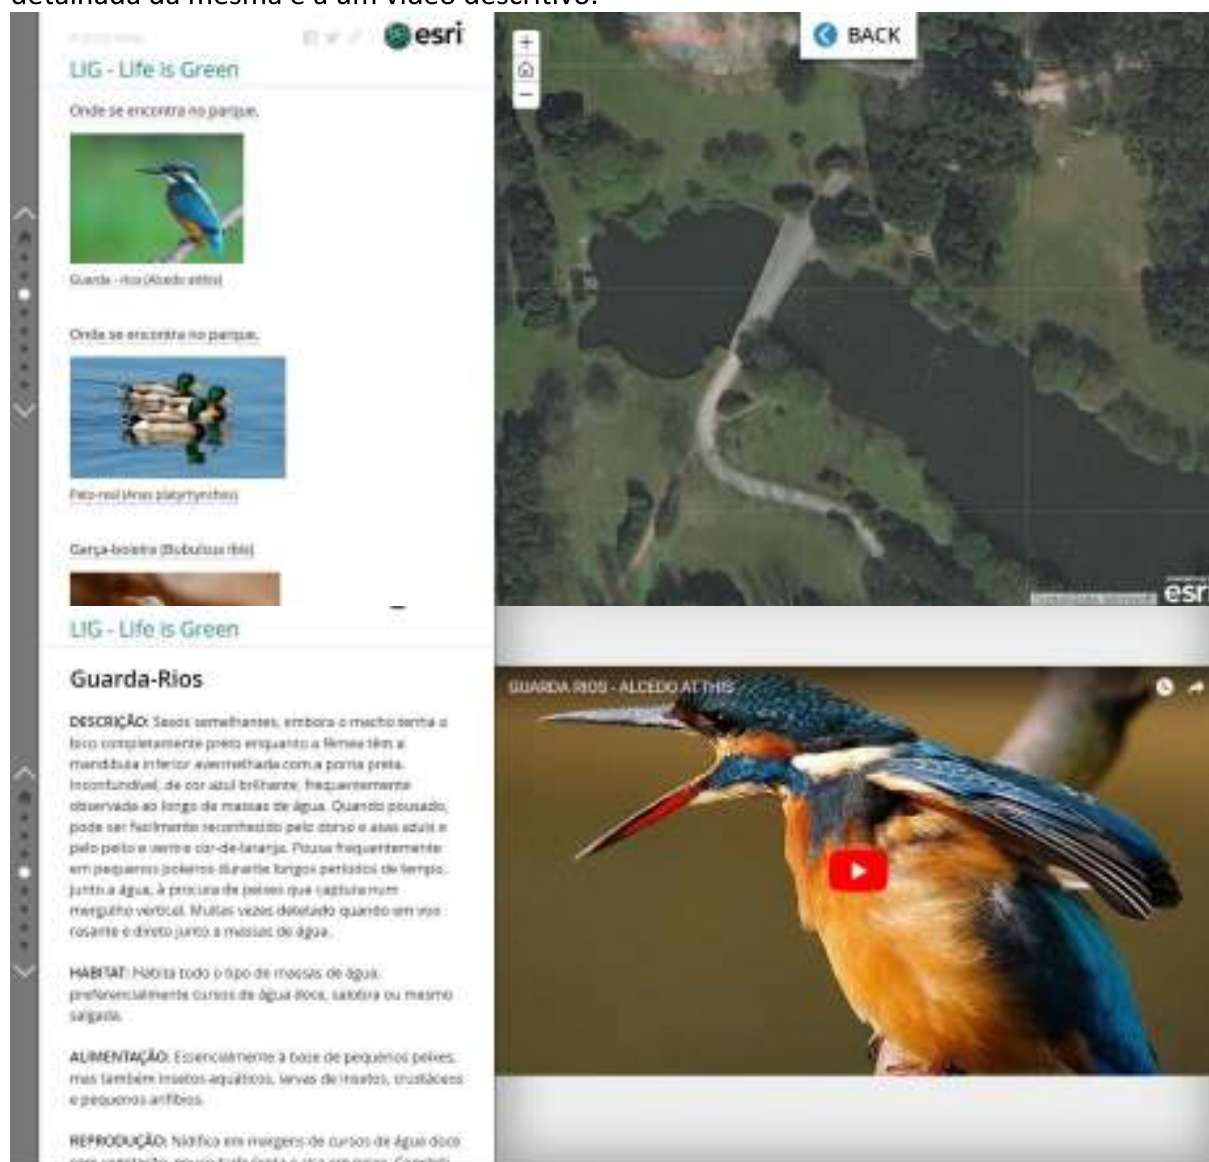 detalhada da mesma e a um vídeo descritivo.
esri
BACK
LIG - Life is Green
Onde se encontra no parque.
Guarda - rios (Alcedo atthis)
Onde se encontra no parque.
Pato-real (Anas platyrhynchos)
Garça-boieira (Bubulcus ibis)
esri
LIG - Life is Green
Guarda-Rios
DESCRIÇÃO: Sexos semelhantes, embora o macho tenha o
bico completamente preto enquanto a fêmea têm a
mandíbula inferior avermelhada com a ponta preta.
Inconfundível, de cor azul brilhante, frequentemente
observada ao longo de massas de água. Quando pousado,
pode ser facilmente reconhecido pelo dorso e asas azuis e
pelo peito e ventre cor-de-laranja. Pousa frequentemente
em pequenos poleiros durante longos períodos de tempo,
junto a água, à procura de peixes que captura num
mergulho vertical. Muitas vezes detetado quando em voo
rasante e direto junto a massas de água.
HABITAT: Habita todo o tipo de massas de água,
preferencialmente cursos de água doce, salobra ou mesmo
salgada.
ALIMENTAÇÃO: Essencialmente à base de pequenos peixes,
mas também insetos aquáticos, larvas de insetos, crustáceos
e pequenos anfíbios.
REPRODUÇÃO: Nidifica em margens de cursos de água doce
com vegetação, pouco
GUARDA RIOS - ALCEDO ATTHIS